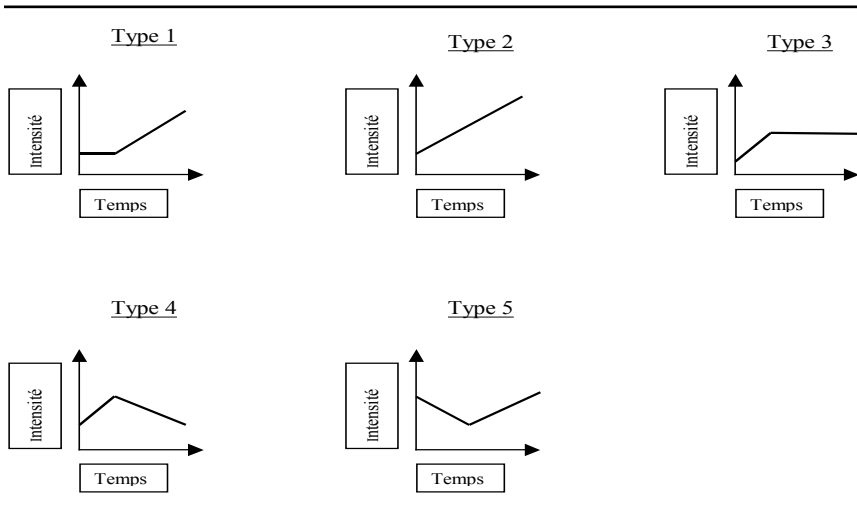 Type 1
Type 2
Type 3
Intensité
Intensité
Intensité
Temps
Temps
Temps
Type 4
Type 5
Intensité
Intensité
Temps
Temps